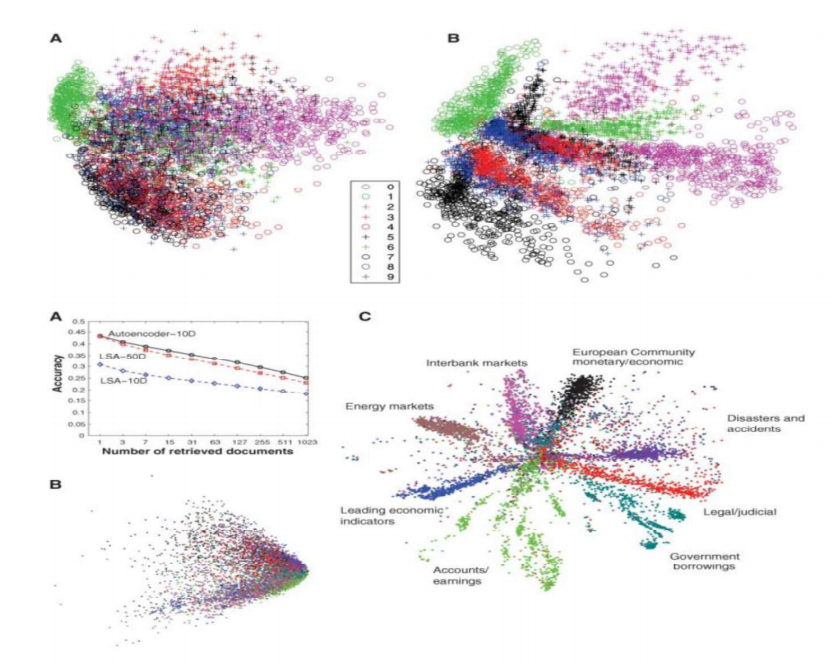 A
B
0
1
2
3
4
5
6
7
8
9
A
0.5
0.45
0.4
0.35
0.3
0.25
0.2
0.15
0.1
0.05
0
Accuracy
Autoencoder-10D
LSA-50D
LSA-10D
1 3 7 15 31 63 127 255 511 1023
Number of retrieved documents
B
C
Interbank markets
European Community
monetary/economic
Energy markets
Disasters and
accidents
Leading economic
indicators
Legal/judicial
Government
borrowings
Accounts/
earnings